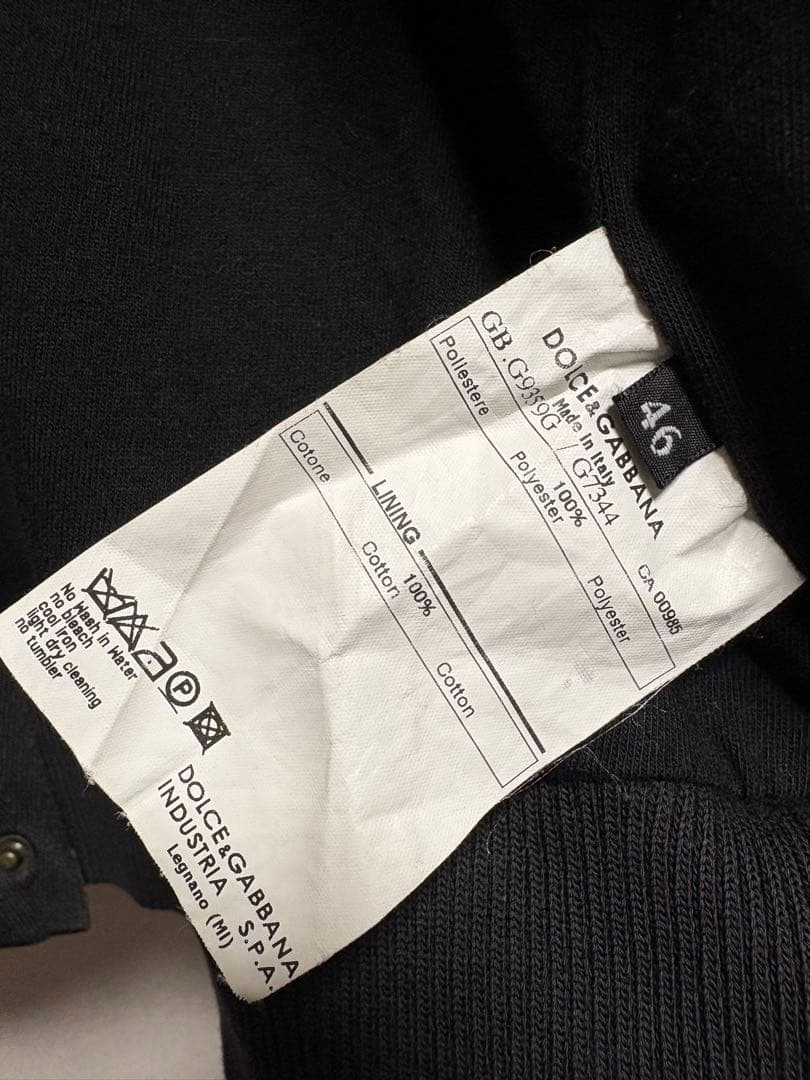 46
DOLCE&GABBANA
Made In Italy
GB.G9359G / G7344
CA 00985
100%
Poliestere Polyester Polyester
LINING
100%
Cotone Cotton Cotton
P
No Wash in Water
no bleach
cool iron
light dry cleaning
no tumbler
DOLCE&GABBANA
INDUSTRIA S.P.A.
Legnano (MI)